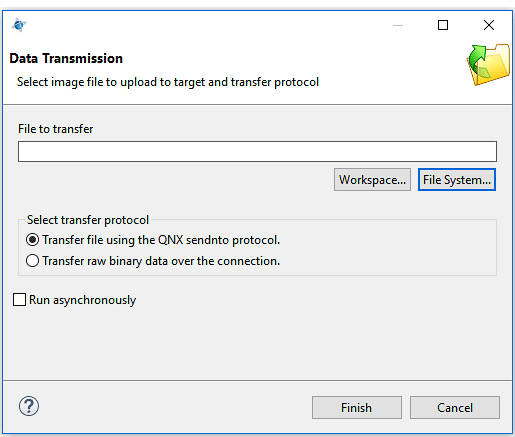 Data Transmission
Select image file to upload to target and transfer protocol
File to transfer
Workspace... File System...
Select transfer protocol
Transfer file using the QNX sendnto protocol.
Transfer raw binary data over the connection.
Run asynchronously
? Finish Cancel